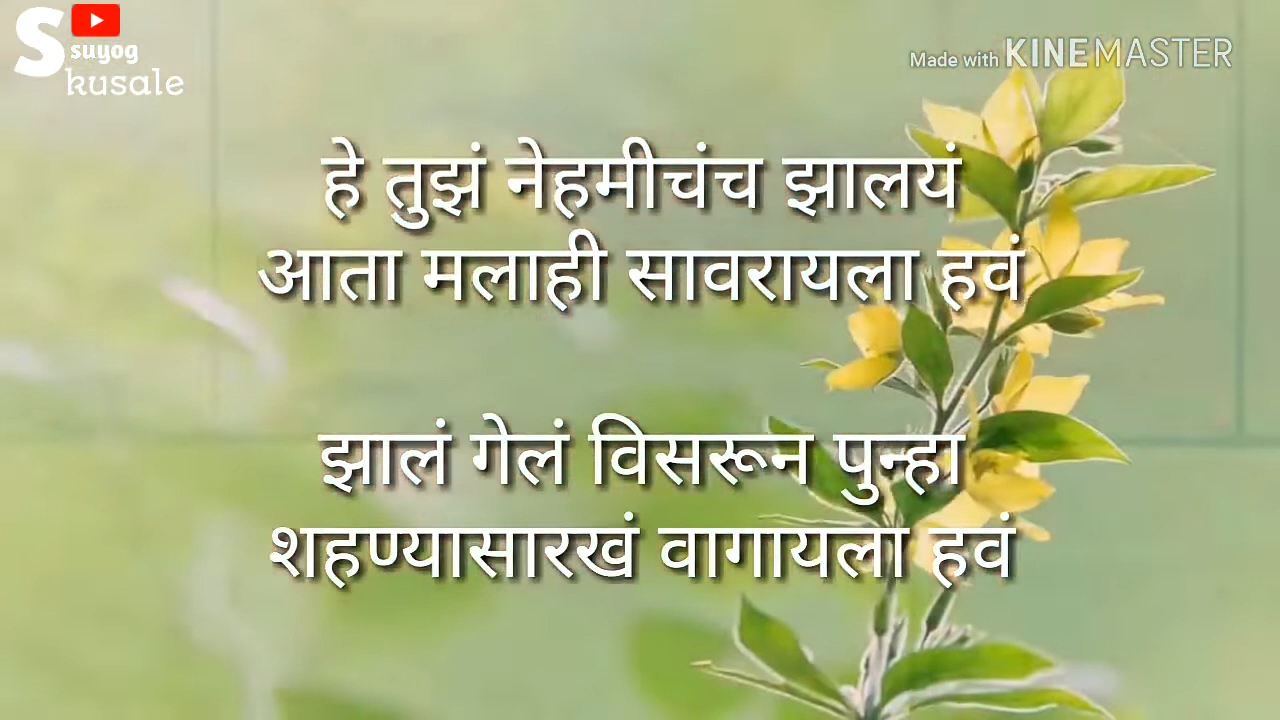 suyog
kusale
Made with KINEMASTER
हे तुझं नेहमीचंच झालयं
आता मलाही सावरायला हवं
झालं गेलं विसरून पुन्हा
शहण्यासारखं वागायला हवं